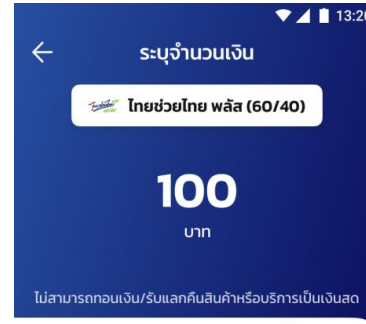 13:20
ระบุจำนวนเงิน
ไทยช่วยไทย พลัส (60/40)
100
บาท
ไม่สามารถทอนเงิน/รับแลกคืนสินค้าหรือบริการเป็นเงินสด